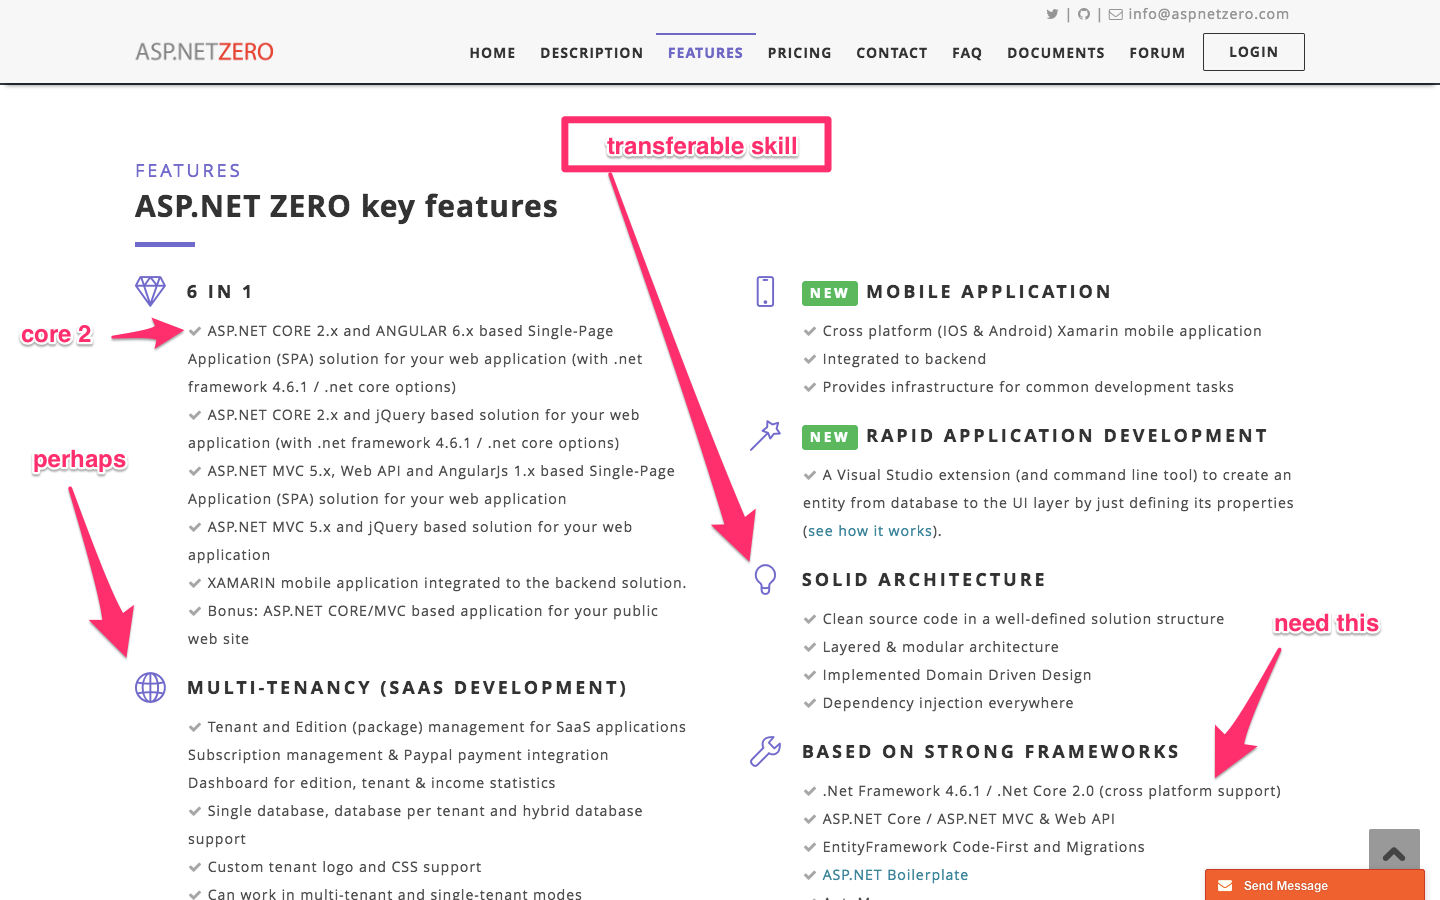 | | info@aspnetzero.com
ASP.NETZERO
HOME DESCRIPTION FEATURES PRICING CONTACT FAQ DOCUMENTS FORUM LOGIN
transferable skill
FEATURES
ASP.NET ZERO key features
6 IN 1
core 2
ASP.NET CORE 2.x and ANGULAR 6.x based Single-Page
Application (SPA) solution for your web application (with .net
framework 4.6.1 / .net core options)
ASP.NET CORE 2.x and jQuery based solution for your web
application (with .net framework 4.6.1 / .net core options)
perhaps
ASP.NET MVC 5.x, Web API and AngularJs 1.x based Single-Page
Application (SPA) solution for your web application
ASP.NET MVC 5.x and jQuery based solution for your web
application
XAMARIN mobile application integrated to the backend solution.
Bonus: ASP.NET CORE/MVC based application for your public
web site
MULTI-TENANCY (SAAS DEVELOPMENT)
Tenant and Edition (package) management for SaaS applications
Subscription management & Paypal payment integration
Dashboard for edition, tenant & income statistics
Single database, database per tenant and hybrid database
support
Custom tenant logo and CSS support
Can work in multi-tenant and single-tenant modes
NEW MOBILE APPLICATION
Cross platform (IOS & Android) Xamarin mobile application
Integrated to backend
Provides infrastructure for common development tasks
NEW RAPID APPLICATION DEVELOPMENT
A Visual Studio extension (and command line tool) to create an
entity from database to the UI layer by just defining its properties
(see how it works).
SOLID ARCHITECTURE
Clean source code in a well-defined solution structure
need this
Layered & modular architecture
Implemented Domain Driven Design
Dependency injection everywhere
BASED ON STRONG FRAMEWORKS
.Net Framework 4.6.1 / .Net Core 2.0 (cross platform support)
ASP.NET Core / ASP.NET MVC & Web API
EntityFramework Code-First and Migrations
ASP.NET Boilerplate
Send Message